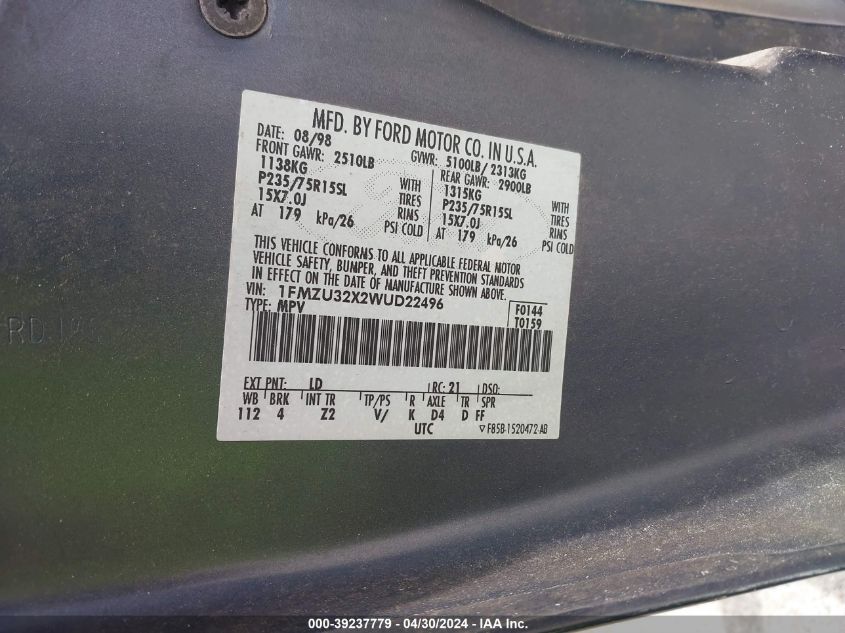 MFD. BY FORD MOTOR CO. IN U.S.A.
DATE: 08/98 GVWR: 5100LB/ 2313KG
FRONT GAWR: 2510LB REAR GAWR: 2900LB
1138KG WITH 1315KG WITH
P235/75R15SL TIRES P235/75R15SL TIRES
15X7.0J RIMS 15X7.0J RIMS
AT 179 kPa/26 PSI COLD AT 179 kPa/26 PSI COLD
THIS VEHICLE CONFORMS TO ALL APPLICABLE FEDERAL MOTOR
VEHICLE SAFETY, BUMPER, AND THEFT PREVENTION STANDARDS
IN EFFECT ON THE DATE OF MANUFACTURE SHOWN ABOVE.
VIN: 1FMZU32X2WUD22496 F0144
TYPE: MPV T0159
EXT PNT: LD RC: 21 DSO:
WB BRK INT TR TP/PS R AXLE TR SPR
112 4 Z2 V/ K D4 D FF
UTC F85B-1520472-AB
000-39237779 - 04/30/2024 - US - IAA Inc.